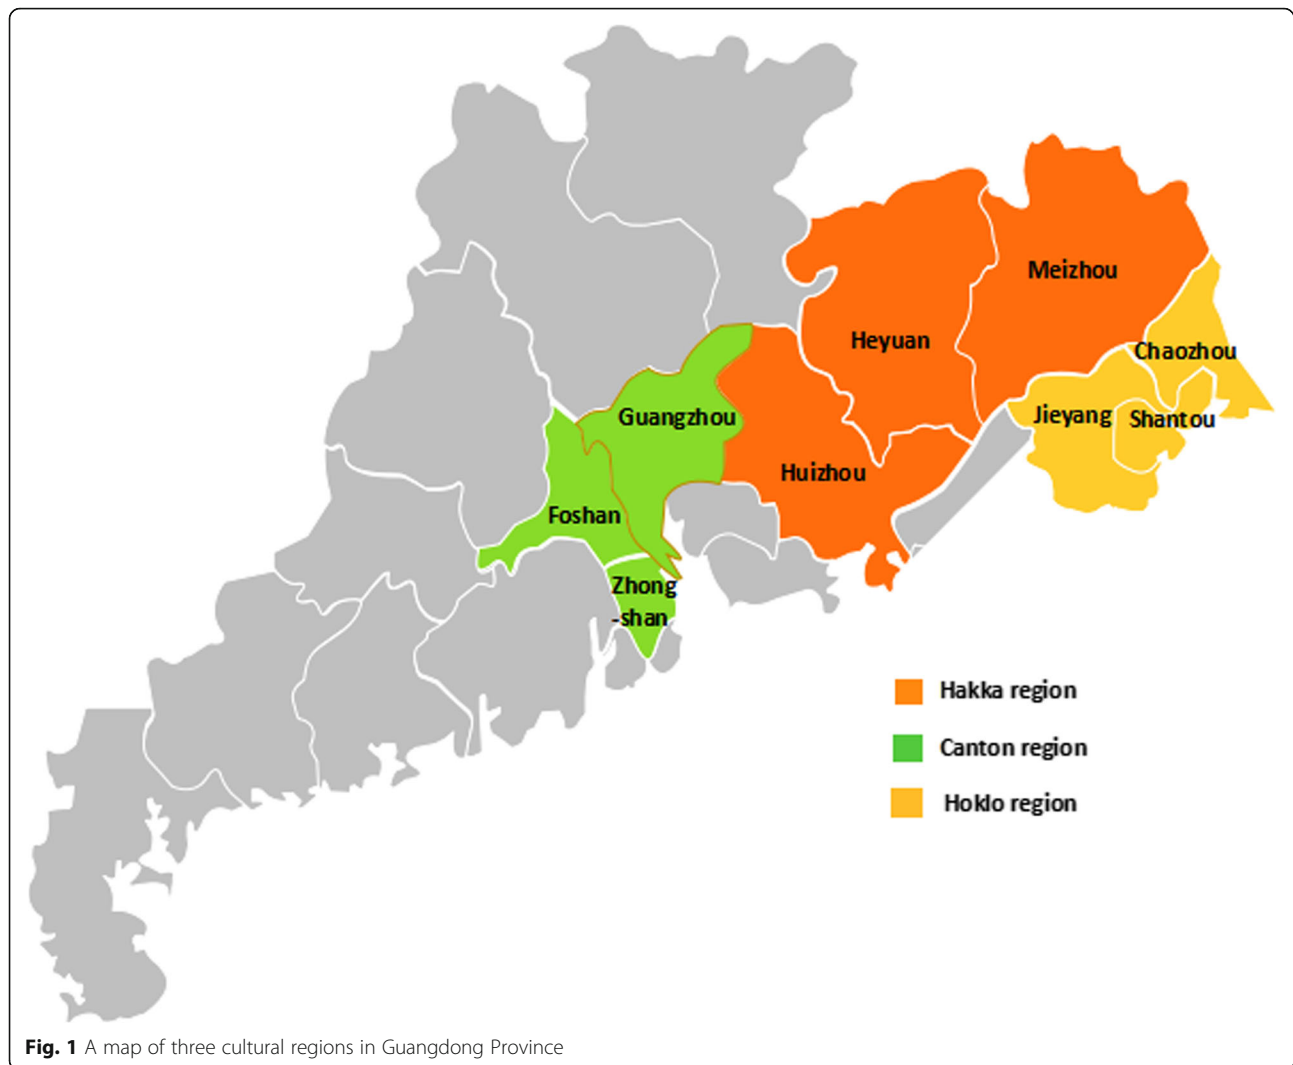 Meizhou
Heyuan
Chaozhou
Guangzhou
Jieyang
Shantou
Huizhou
Foshan
Zhong
-shan
Hakka region
Canton region
Hoklo region
Fig. 1 A map of three cultural regions in Guangdong Province